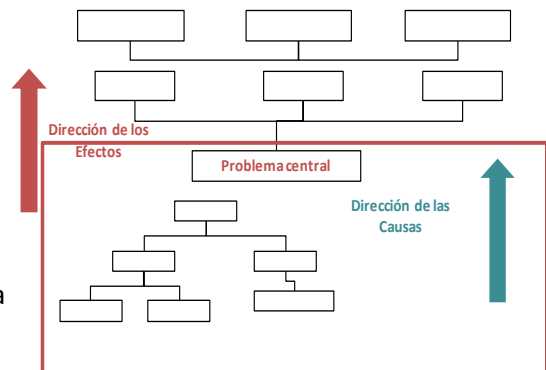 Dirección de los
Efectos
Problema central
Dirección de las
Causas
a